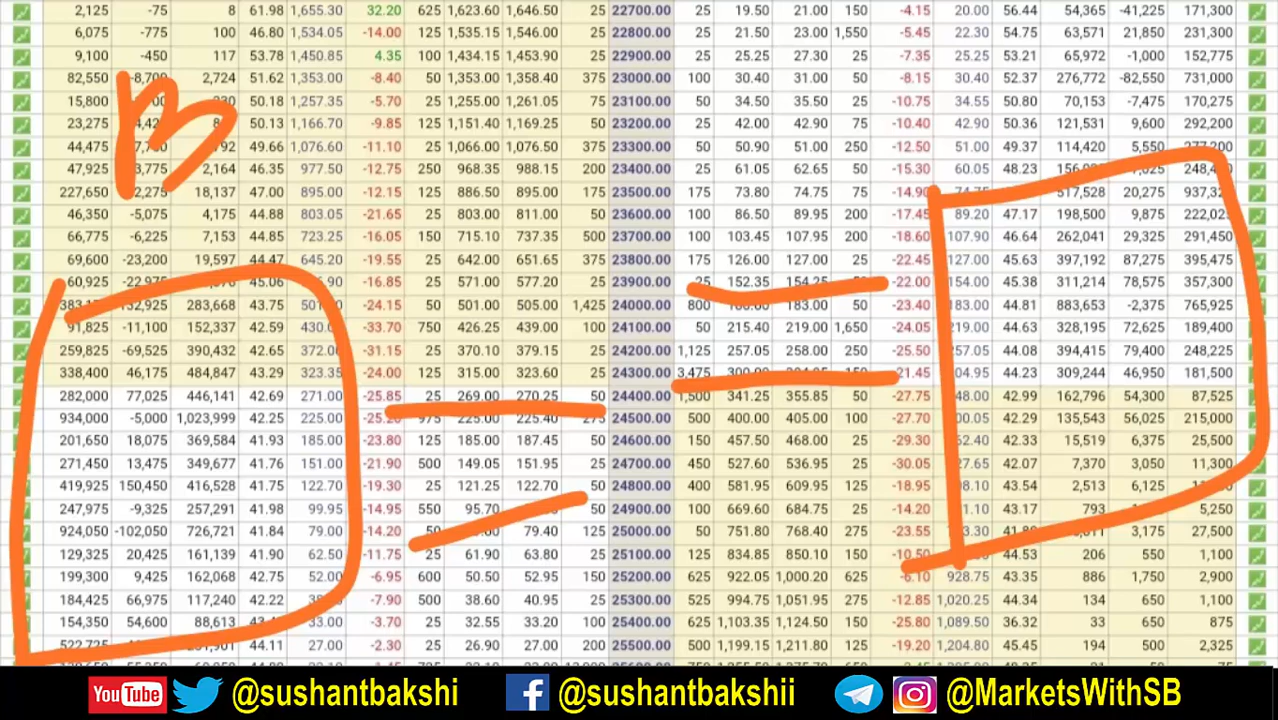 2,125 -75 8 61.98 1,655.30 32.20 625 1,623.60 1,646.50 25 22700.00 25 19.50 21.00 150 -4.15 20.00 56.44 54,365 -41,225 171,300
6,075 -775 100 46.80 1,534.05 -14.00 125 1,535.15 1,546.00 25 22800.00 25 21.50 23.00 1,550 -5.45 22.30 54.75 63,571 21,850 231,300
9,100 -450 117 53.78 1,450.85 4.35 100 1,434.15 1,453.90 25 22900.00 25 25.25 27.30 25 -7.35 25.10 53.21 65,972 -1,000 152,775
82,550 -8,700 2,724 51.62 1,353.00 -8.40 50 1,353.00 1,358.40 375 23000.00 100 30.40 31.00 50 -8.15 30.40 52.37 276,772 -82,550 731,000
15,800 50.18 1,257.35 -5.70 25 1,255.00 1,261.05 75 23100.00 50 34.50 35.50 25 -10.75 34.55 50.80 70,153 -7,475 170,275
23,275 50.13 1,166.70 -9.85 125 1,151.40 1,169.25 50 23200.00 25 42.00 42.90 75 -10.40 42.90 50.36 121,531 9,600 292,200
44,475 49.66 1,076.60 -11.10 25 1,066.00 1,076.50 375 23300.00 50 50.90 51.00 250 -12.50 51.00 49.37 114,420 5,550
47,925 2,164 46.35 977.50 -12.75 250 968.35 988.15 200 23400.00 25 61.05 62.65 50 -15.30 60.05 48.23
227,650 18,137 47.00 895.00 -12.15 125 886.50 895.00 175 23500.00 175 73.80 74.75 75 -14.90 517,528 20,275
46,350 -5,075 4,175 44.88 803.05 -21.65 25 803.00 811.00 50 23600.00 100 86.50 89.95 200 -17.45 89.20 47.17 198,500 9,875 222,025
66,775 -6,225 7,153 44.85 723.25 -16.05 150 715.10 737.35 500 23700.00 100 103.45 107.95 200 -18.60 107.90 46.64 262,041 29,325 291,450
69,600 -23,200 19,597 44.47 645.20 -19.55 25 642.00 651.65 375 23800.00 175 126.00 127.00 25 -22.45 127.00 45.63 397,192 87,275 395,475
60,925 45.06 -16.85 25 571.00 577.20 25 23900.00 25 152.35 154.25 -22.00 154.00 45.38 311,214 78,575 357,300
283,668 43.75 -24.15 50 501.00 505.00 1,425 24000.00 800 183.00 50 -23.40 183.00 44.81 883,653 -2,375 765,925
91,825 -11,100 152,337 42.59 -33.70 750 426.25 439.00 100 24100.00 50 215.40 219.00 1,650 -24.05 219.00 44.63 328,195 72,625 189,400
259,825 -69,525 390,432 42.65 372.00 -31.15 25 370.10 379.15 25 24200.00 1,125 257.05 258.00 250 -25.50 257.05 44.08 394,415 79,400 248,225
338,400 46,175 484,847 43.29 323.35 -24.00 125 315.00 323.60 25 24300.00 3,475 -21.45 44.23 309,244 46,950 181,500
282,000 77,025 446,141 42.69 271.00 -25.85 25 269.00 270.25 50 24400.00 1,500 341.25 355.85 50 -27.75 42.99 162,796 54,300 87,525
934,000 -5,000 1,023,999 42.25 225.00 975 225.00 225.40 275 24500.00 500 400.00 405.00 100 -27.70 42.29 135,543 56,025 215,000
201,650 18,075 369,584 41.93 185.00 -23.80 125 185.00 187.45 50 24600.00 150 457.50 468.00 25 -29.30 42.33 15,519 6,375 25,500
271,450 13,475 349,677 41.76 151.00 -21.90 500 149.05 151.95 25 24700.00 450 527.60 536.95 25 -30.05 42.07 7,370 3,050 11,300
419,925 150,450 416,528 41.75 122.70 -19.30 25 121.25 122.70 50 24800.00 400 581.95 609.95 125 -18.95 43.54 2,513 6,125
247,975 -9,325 257,291 41.98 99.95 -14.95 550 95.70 50 24900.00 100 669.60 684.75 25 -14.20 43.17 793 5,250
924,050 -102,050 726,721 41.84 79.00 -14.20 79.40 125 25000.00 50 751.80 768.40 275 -23.55 3,175 27,500
129,325 20,425 161,139 41.90 62.50 -11.75 25 61.90 63.80 25 25100.00 125 834.85 850.10 150 -10.50 44.53 206 550 1,100
199,300 9,425 162,068 42.75 52.00 -6.95 600 50.50 52.95 150 25200.00 625 922.05 1,000.20 625 -6.10 928.75 43.35 886 1,750 2,900
184,425 66,975 117,240 42.22 -7.90 500 38.60 40.95 25 25300.00 625 994.75 1,051.95 275 -12.85 1,020.25 44.34 134 650 1,100
154,350 54,600 88,613 33.00 -3.70 25 32.55 33.20 100 25400.00 625 1,103.35 1,124.50 150 -25.80 1,089.50 36.32 33 650 875
522,725 44.11 27.00 -2.30 25 26.90 27.00 200 25500.00 500 1,199.15 1,211.80 150 -19.20 1,204.80 45.45 194 500 2,325
YouTube @sushantbakshi @sushantbakshii @MarketsWithSB